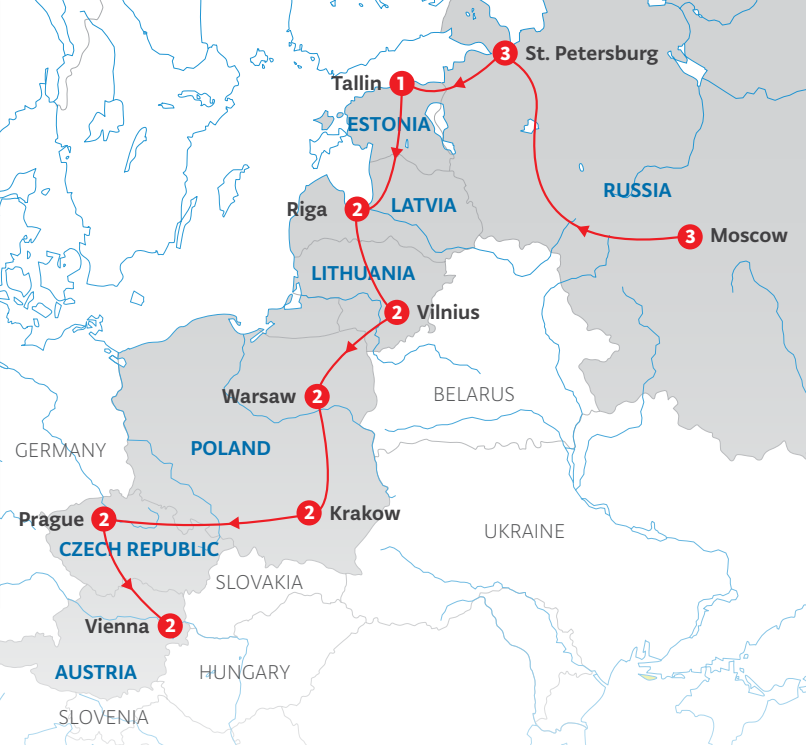 3 St. Petersburg
Tallin 1
ESTONIA
RUSSIA
Riga 2
LATVIA
3 Moscow
LITHUANIA
2 Vilnius
Warsaw 2
BELARUS
POLAND
GERMANY
2 Krakow
Prague 2
UKRAINE
CZECH REPUBLIC
SLOVAKIA
Vienna 2
AUSTRIA
HUNGARY
SLOVENIA